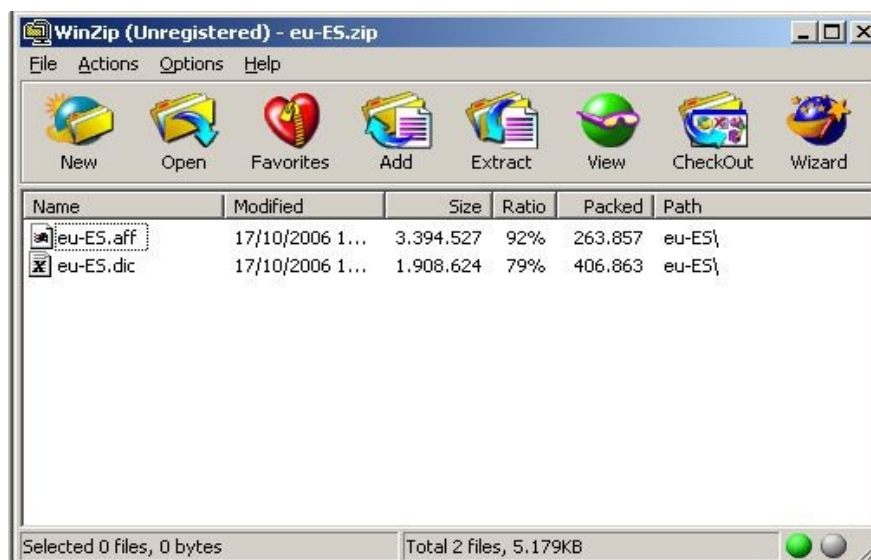 WinZip (Unregistered) - eu-ES.zip
File Actions Options Help
New Open Favorites Add Extract View CheckOut Wizard
Name Modified Size Ratio Packed Path
eu-ES.aff 17/10/2006 1... 3.394.527 92% 263.857 eu-ES\
eu-ES.dic 17/10/2006 1... 1.908.624 79% 406.863 eu-ES\
Selected 0 files, 0 bytes Total 2 files, 5.179KB